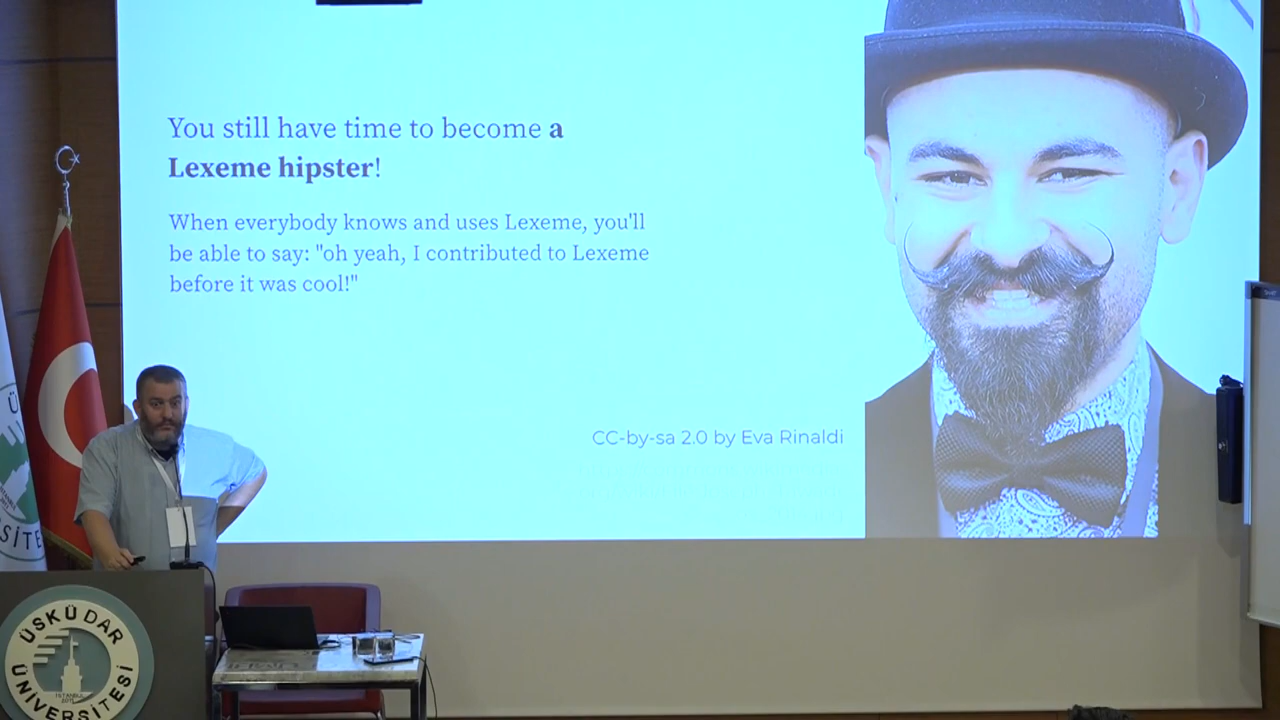 You still have time to become a
Lexeme hipster!
When everybody knows and uses Lexeme, you'll
be able to say: "oh yeah, I contributed to Lexeme
before it was cool!"
CC-by-sa 2.0 by Eva Rinaldi
ÜSKÜDAR
ÜNİVERSİTESİ
İSTANBUL
2011